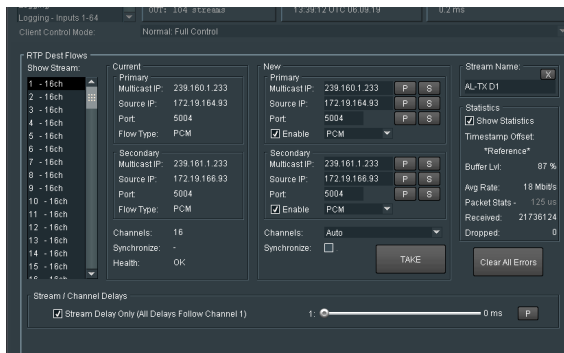 Logging - Inputs 1-64
OUT: 104 streams
13:39:12 UTC 06.09.19
0.2 ms
Client Control Mode:
Normal: Full Control
RTP Dest Flows
Show Stream:
1 - 16ch
2 - 16ch
3 - 16ch
4 - 16ch
5 - 16ch
6 - 16ch
7 - 16ch
8 - 16ch
9 - 16ch
10 - 16ch
11 - 16ch
12 - 16ch
13 - 16ch
14 - 16ch
15 - 16ch
Current
Primary
Multicast IP: 239.160.1.233
Source IP: 172.19.164.93
Port: 5004
Flow Type: PCM
Secondary
Multicast IP: 239.161.1.233
Source IP: 172.19.166.93
Port: 5004
Flow Type: PCM
Channels: 16
Synchronize: -
Health: OK
New
Primary
Multicast IP: 239.160.1.233 P S
Source IP: 172.19.164.93 P S
Port: 5004 P S
Enable PCM
Secondary
Multicast IP: 239.161.1.233 P S
Source IP: 172.19.166.93 P S
Port: 5004 P S
Enable PCM
Channels: Auto
Synchronize:
TAKE
Stream Name:
X
AL-TX D1
Statistics
Show Statistics
Timestamp Offset:
*Reference*
Buffer Lvl: 87 %
Avg Rate: 18 Mbit/s
Packet Stats - 125 us
Received: 21736124
Dropped: 0
Clear All Errors
Stream / Channel Delays
Stream Delay Only (All Delays Follow Channel 1)
1: 0 ms P